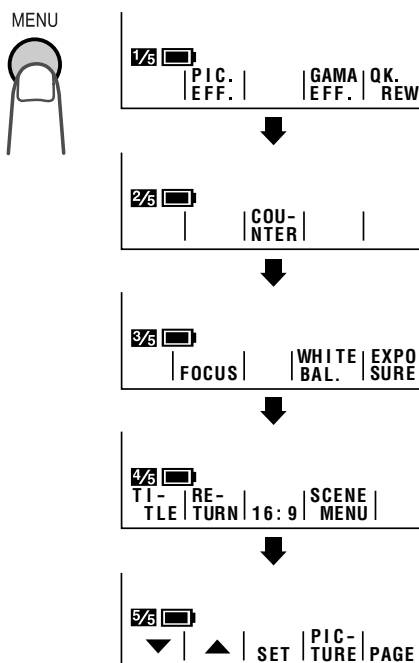 MENU
1/5
PIC. GAMA QK.
EFF. EFF. REW
2/5
COU-
NTER
3/5
WHITE EXPO
FOCUS BAL. SURE
4/5
TI- RE- SCENE
TLE TURN 16:9 MENU
5/5
PIC-
SET TURE PAGE